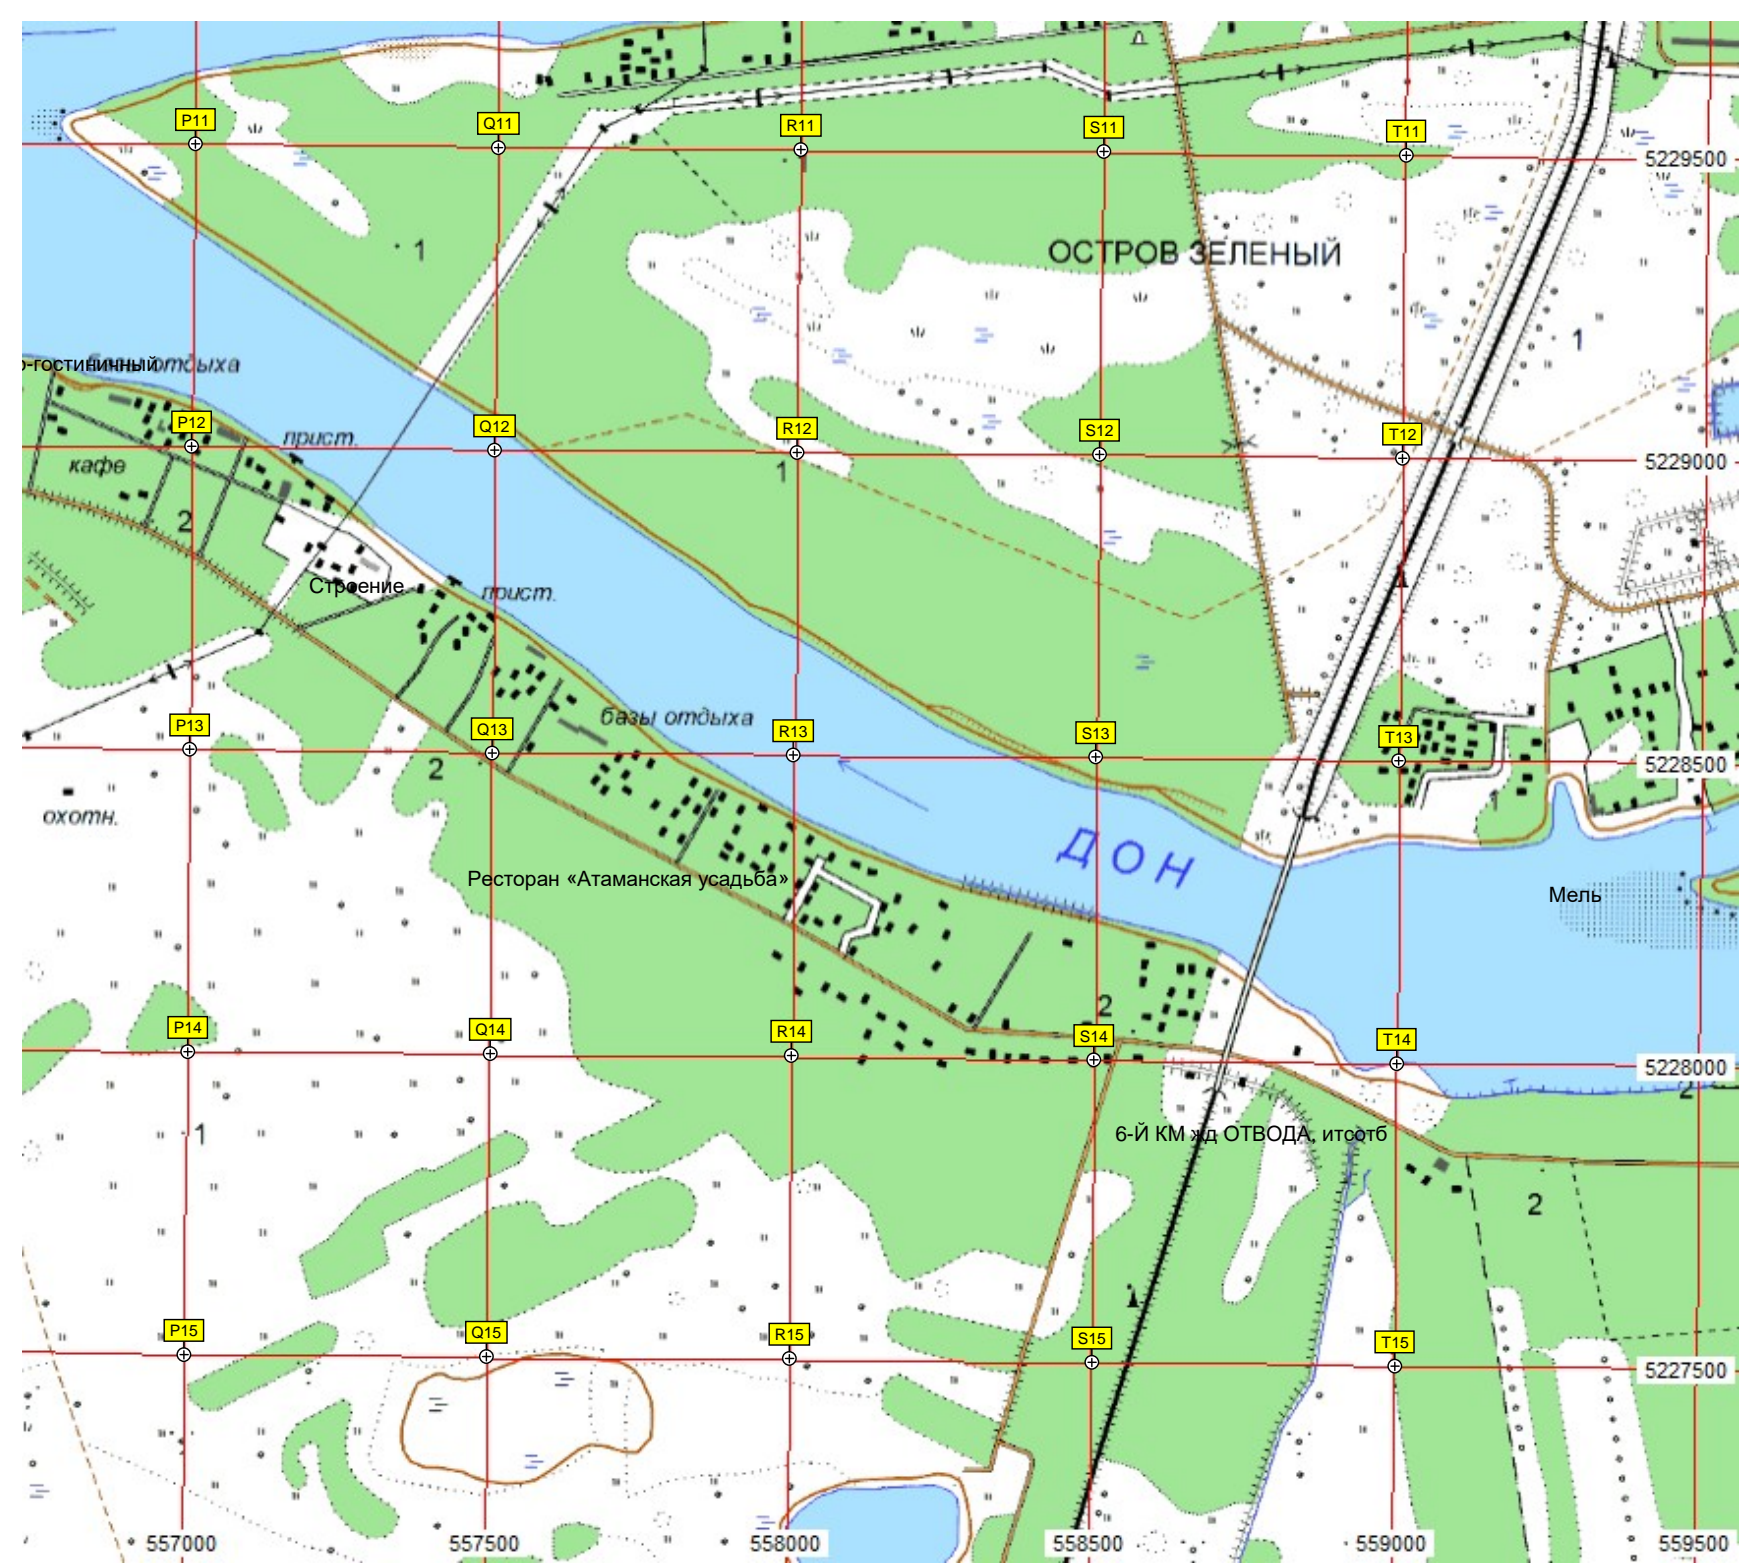 P11
Q11
R11
S11
T11
5229500
1
ОСТРОВ ЗЕЛЕНЫЙ
1
базы отдыха
о-гостиничный
P12
Q12
R12
S12
T12
прист.
5229000
кафе
1
2
Строение
прист.
базы отдыха
P13
Q13
R13
S13
T13
5228500
2
1
охотн.
ДОН
Ресторан «Атаманская усадьба»
Мель
2
P14
Q14
R14
S14
T14
5228000
2
1
6-Й КМ жд ОТВОДА, итсотб
2
P15
Q15
R15
S15
T15
5227500
557000
557500
558000
558500
559000
559500